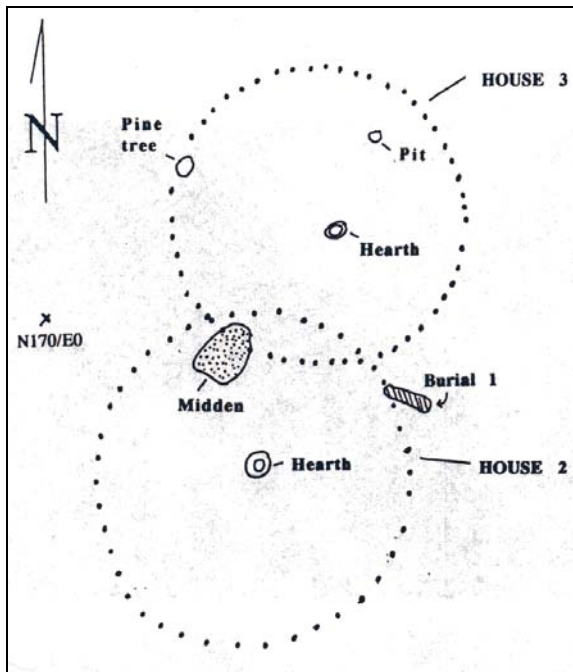 HOUSE 3
N
Pine
tree
Pit
Hearth
N170/E0
Burial 1
Midden
Hearth
HOUSE 2